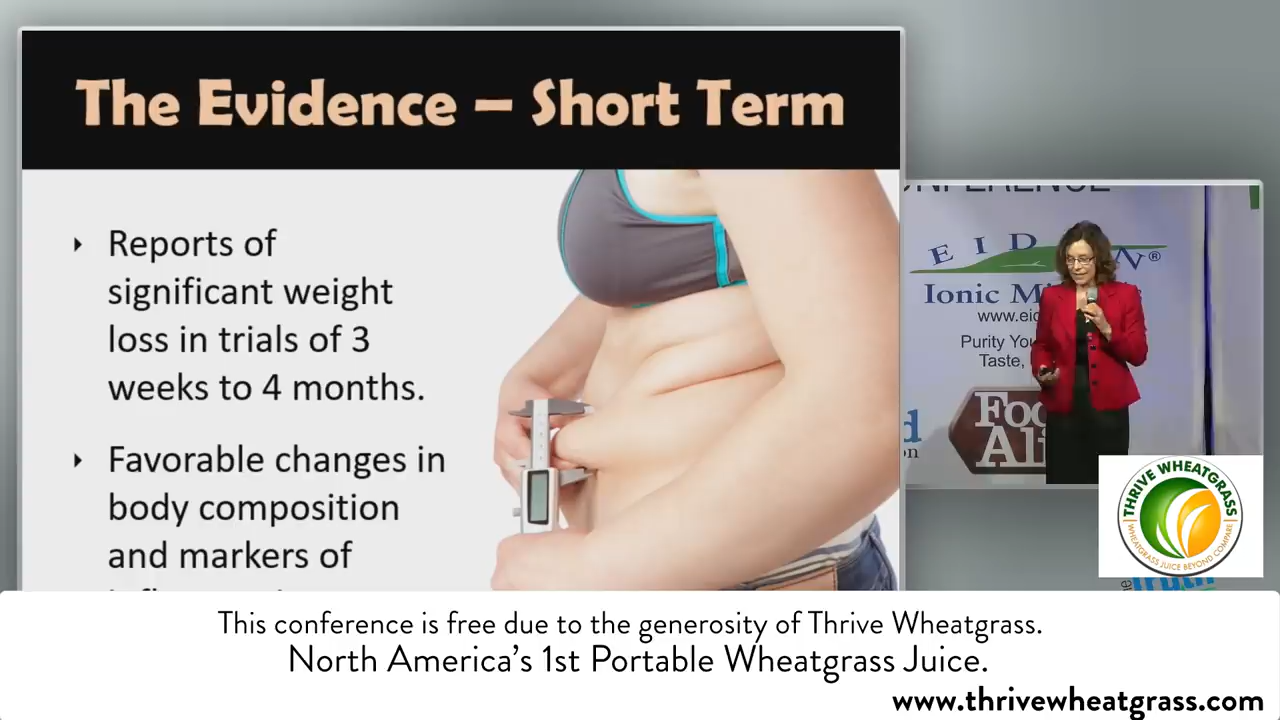 The Evidence – Short Term
Reports of
significant weight
loss in trials of 3
weeks to 4 months.
Favorable changes in
body composition
and markers of
EID
N®
Ionic M
www.eid
Purity You
Taste,
Foo
Ali
d
on
THRIVE WHEATGRASS
WHEATGRASS JUICE BEYOND COMPARE
This conference is free due to the generosity of Thrive Wheatgrass.
North America's 1st Portable Wheatgrass Juice.
www.thrivewheatgrass.com